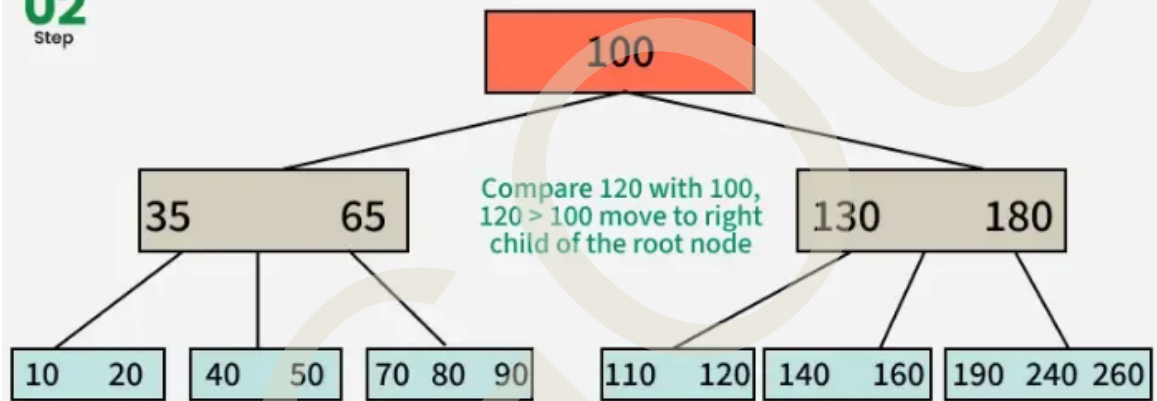 02
Step
100
35 65
Compare 120 with 100,
120 > 100 move to right
child of the root node
130 180
10 20
40 50
70 80 90
110 120
140 160
190 240 260